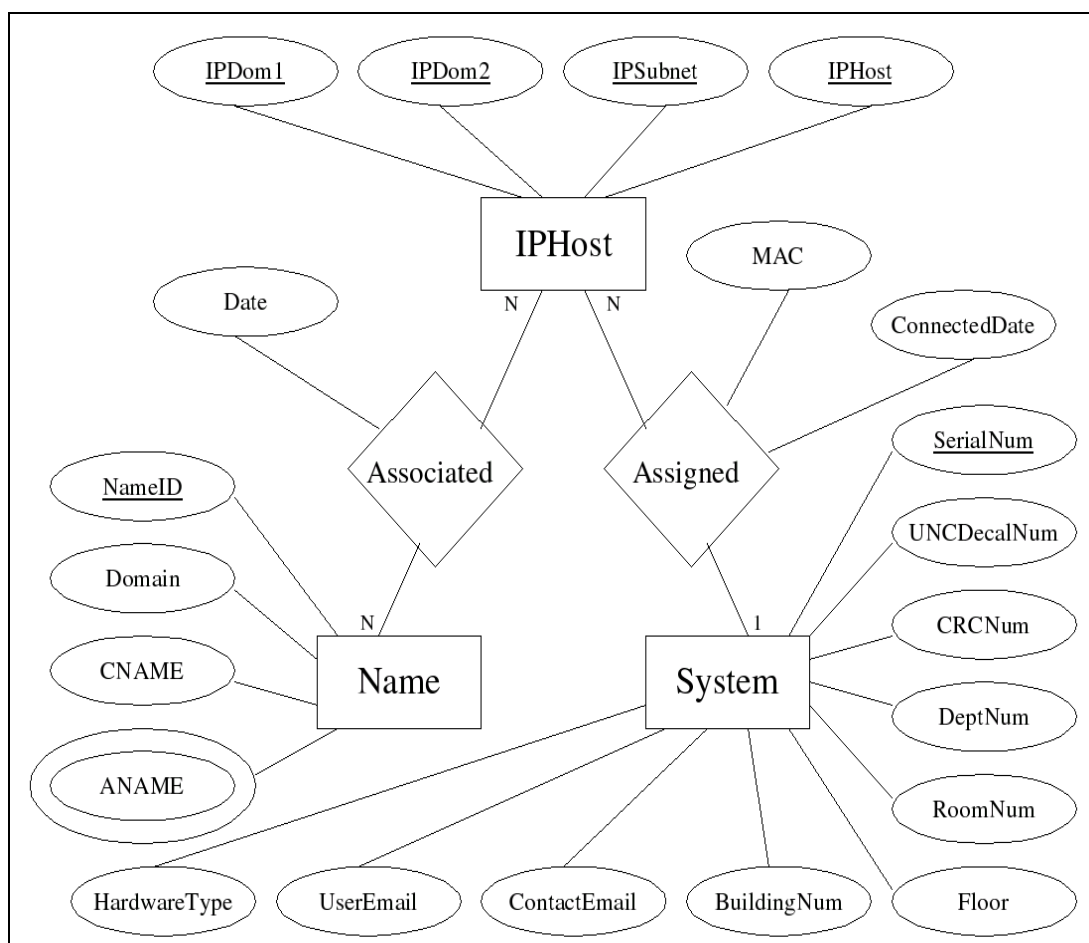 IPDom1
IPDom2
IPSubnet
IPHost
IPHost
MAC
Date
N
N
ConnectedDate
SerialNum
Associated
Assigned
NameID
UNCDecalNum
Domain
N
1
CRCNum
CNAME
Name
System
DeptNum
ANAME
RoomNum
HardwareType
UserEmail
ContactEmail
BuildingNum
Floor